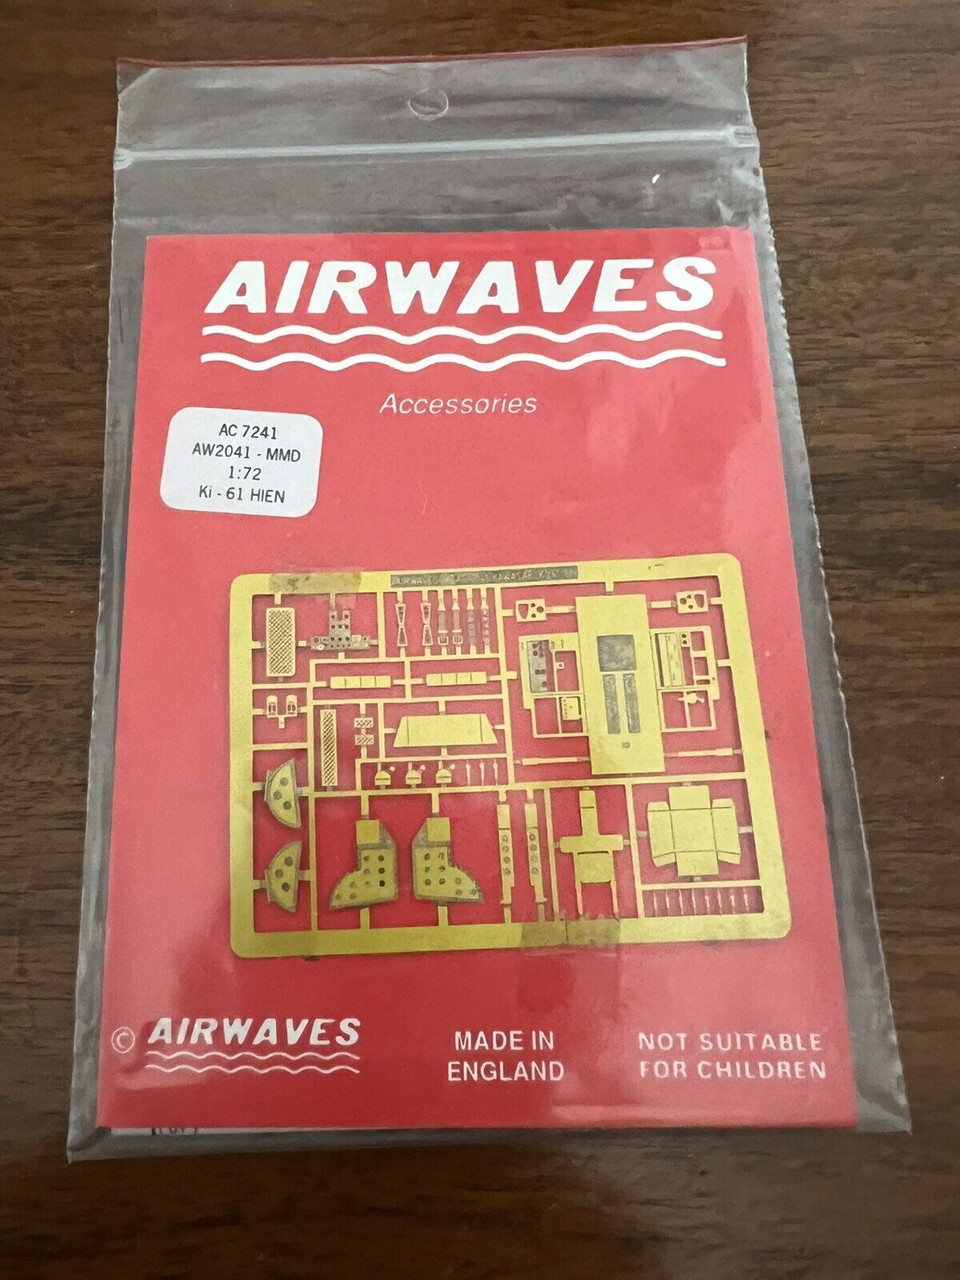 AIRWAVES
Accessories
AC 7241
AW2041 - MMD
1:72
Ki - 61 HIEN
AIRWAVES
© AIRWAVES
MADE IN
ENGLAND
NOT SUITABLE
FOR CHILDREN